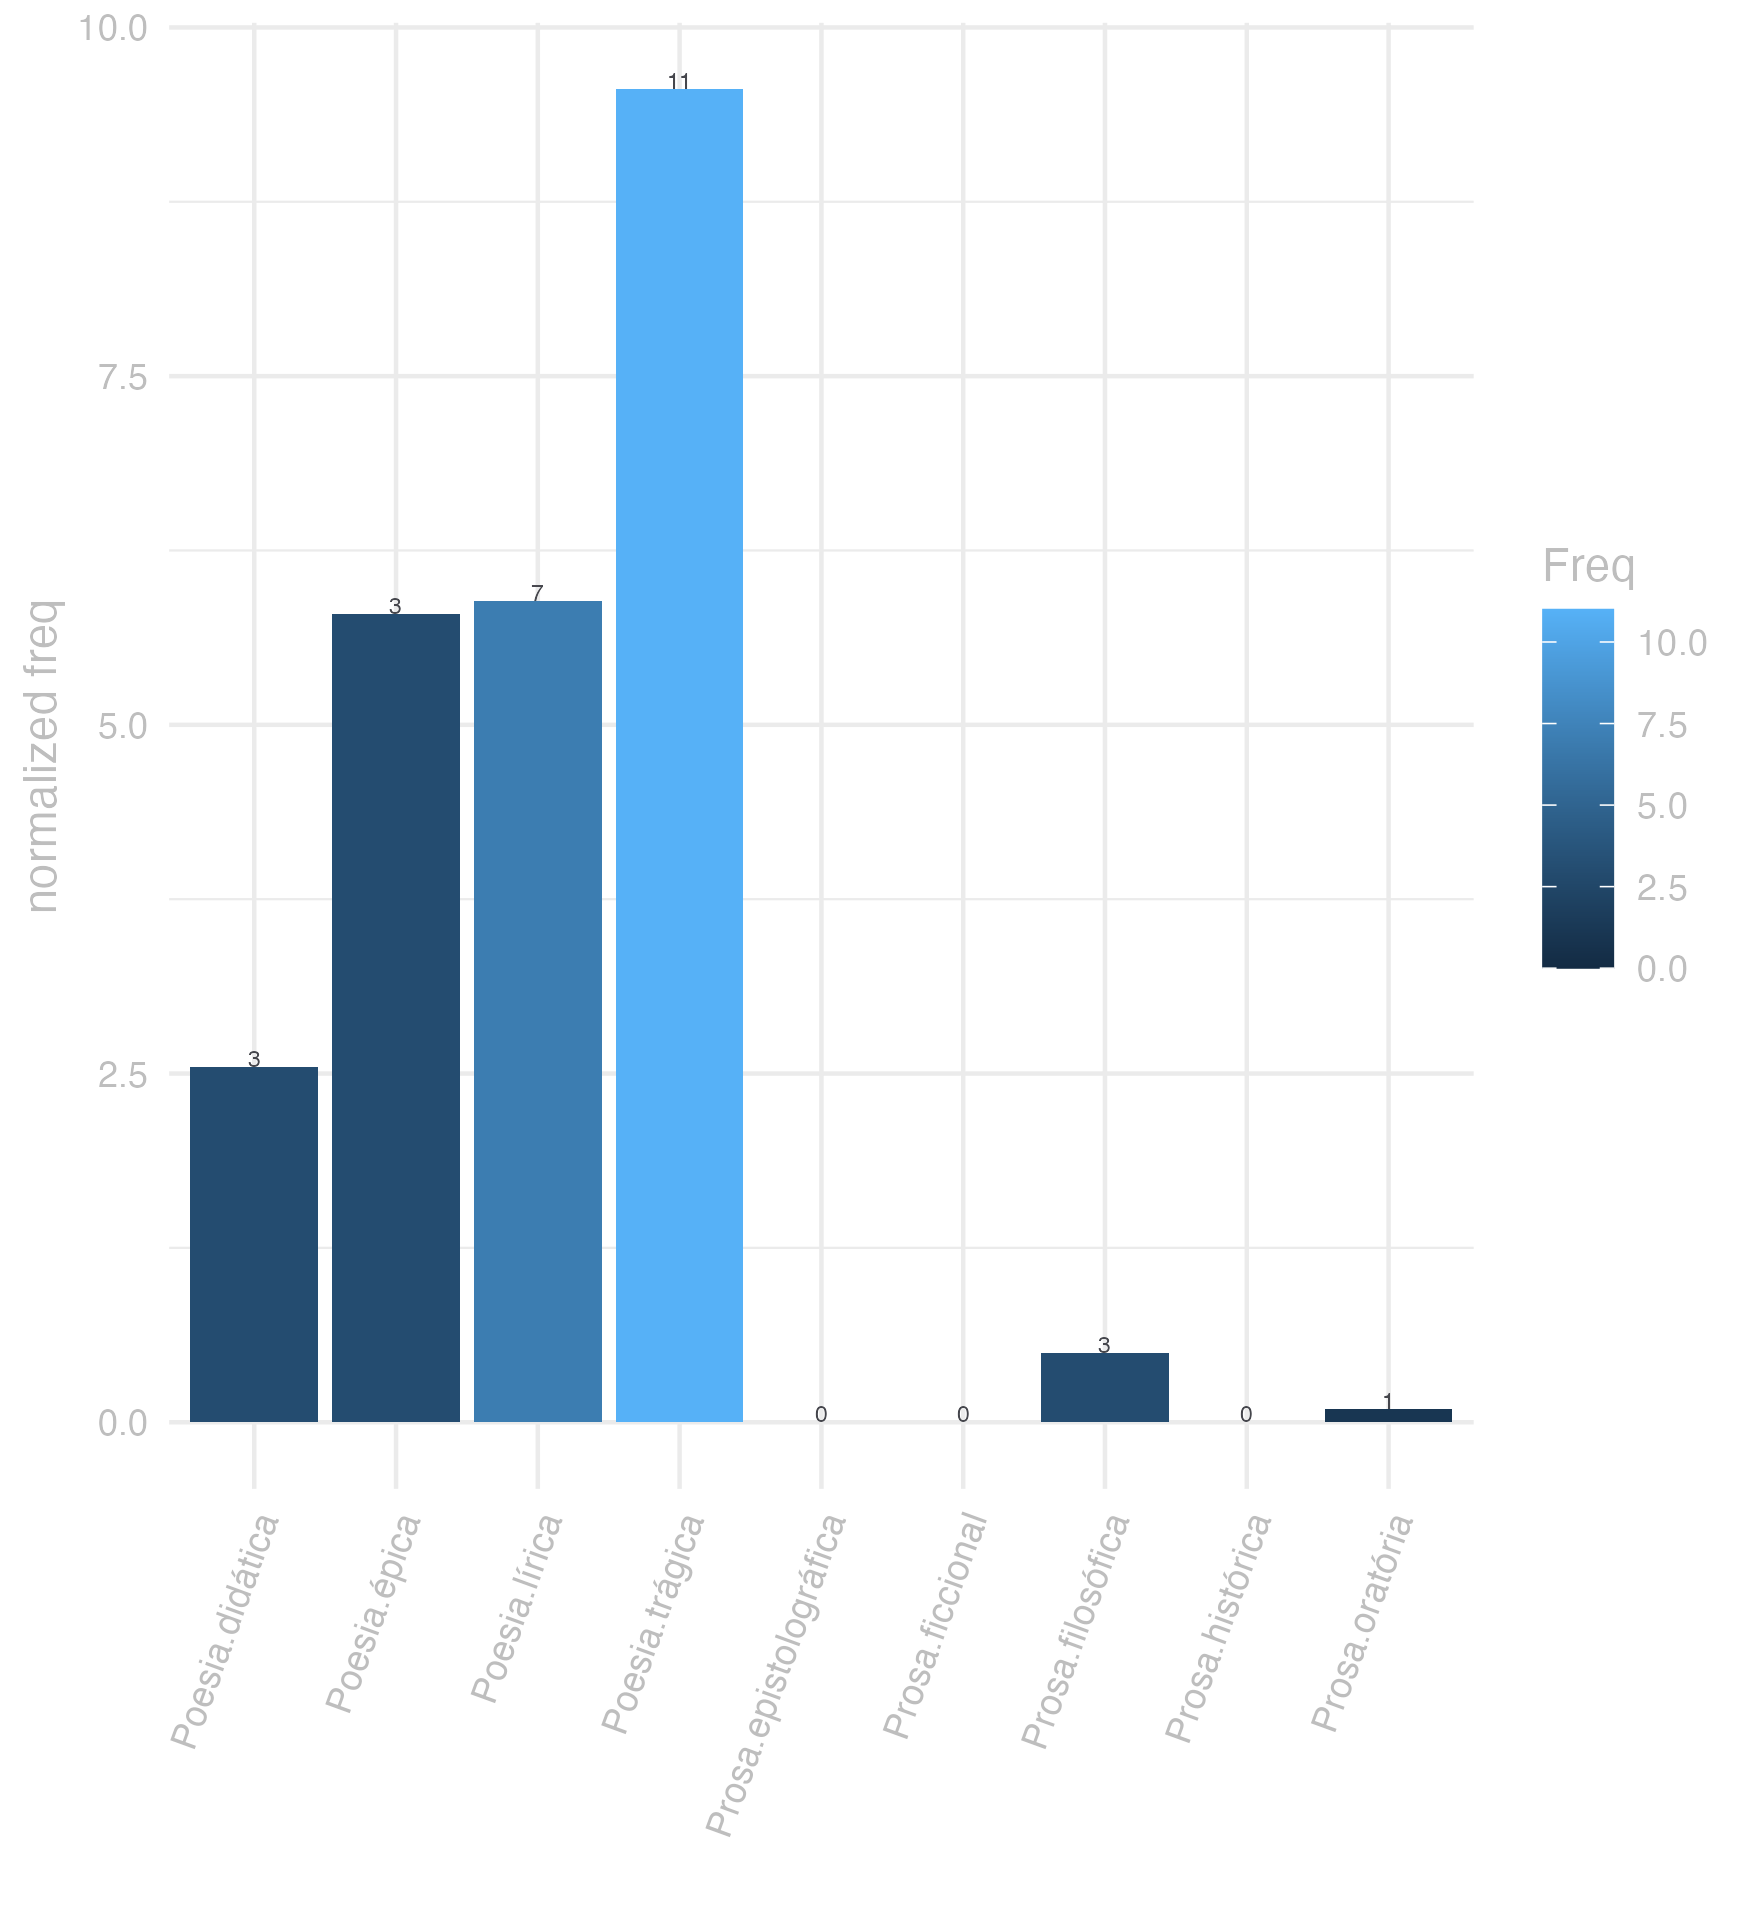 normalized freq
10.0
7.5
5.0
2.5
0.0
3
3
7
11
0
0
3
0
1
Poesia.didática
Poesia.épica
Poesia.lírica
Poesia.trágica
Prosa.epistolográfica
Prosa.ficcional
Prosa.filosófica
Prosa.histórica
Prosa.oratória
Freq
10.0
7.5
5.0
2.5
0.0